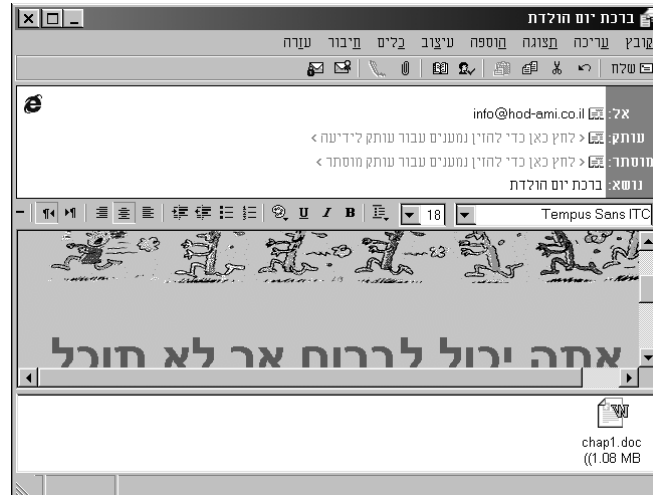 ברכת יום הולדת
קובץ עריכה תצוגה הוספה עיצוב כלים חיבור עזרה
שלח
אל: info@hod-ami.co.il
עותק: < לחץ כאן כדי להזין נמענים עבור עותק לידיעה >
מוסתר: < לחץ כאן כדי להזין נמענים עבור עותק מוסתר >
נושא: ברכת יום הולדת
Tempus Sans ITC 18 B I U
אתה יכול לברוח אך לא תוכל
chap1.doc
((1.08 MB